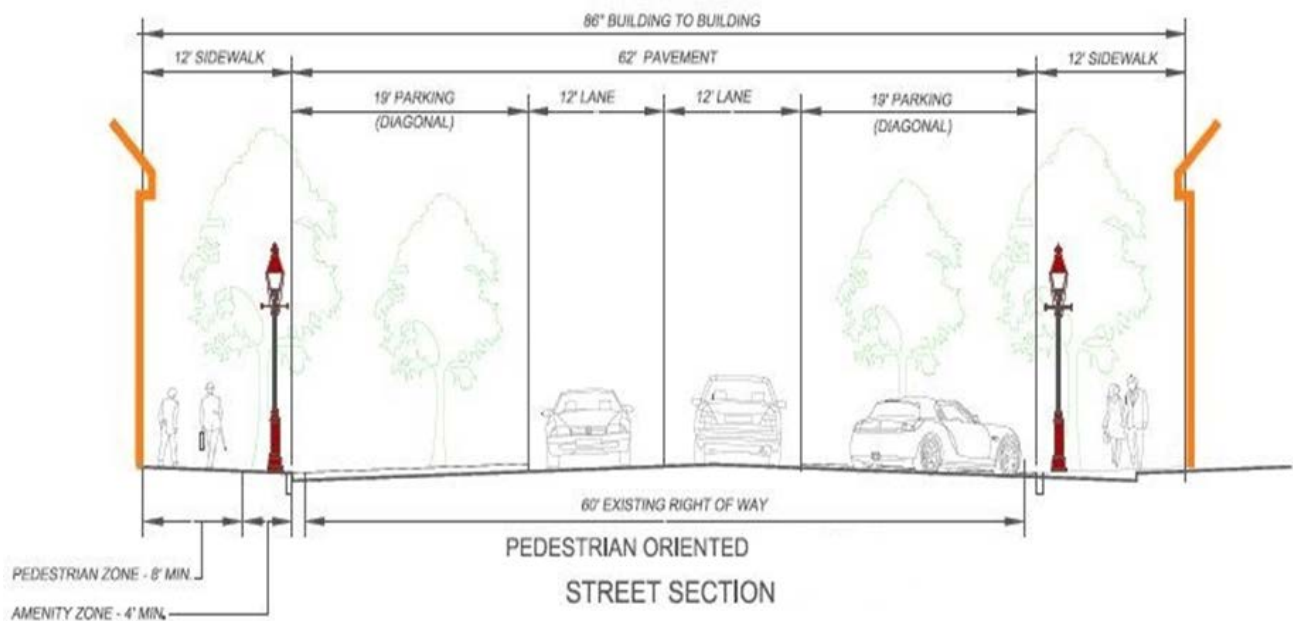 86" BUILDING TO BUILDING
12' SIDEWALK
62' PAVEMENT
12' SIDEWALK
19' PARKING
(DIAGONAL)
12' LANE
12' LANE
19' PARKING
(DIAGONAL)
60' EXISTING RIGHT OF WAY
PEDESTRIAN ORIENTED
STREET SECTION
PEDESTRIAN ZONE - 8' MIN.
AMENITY ZONE - 4' MIN.